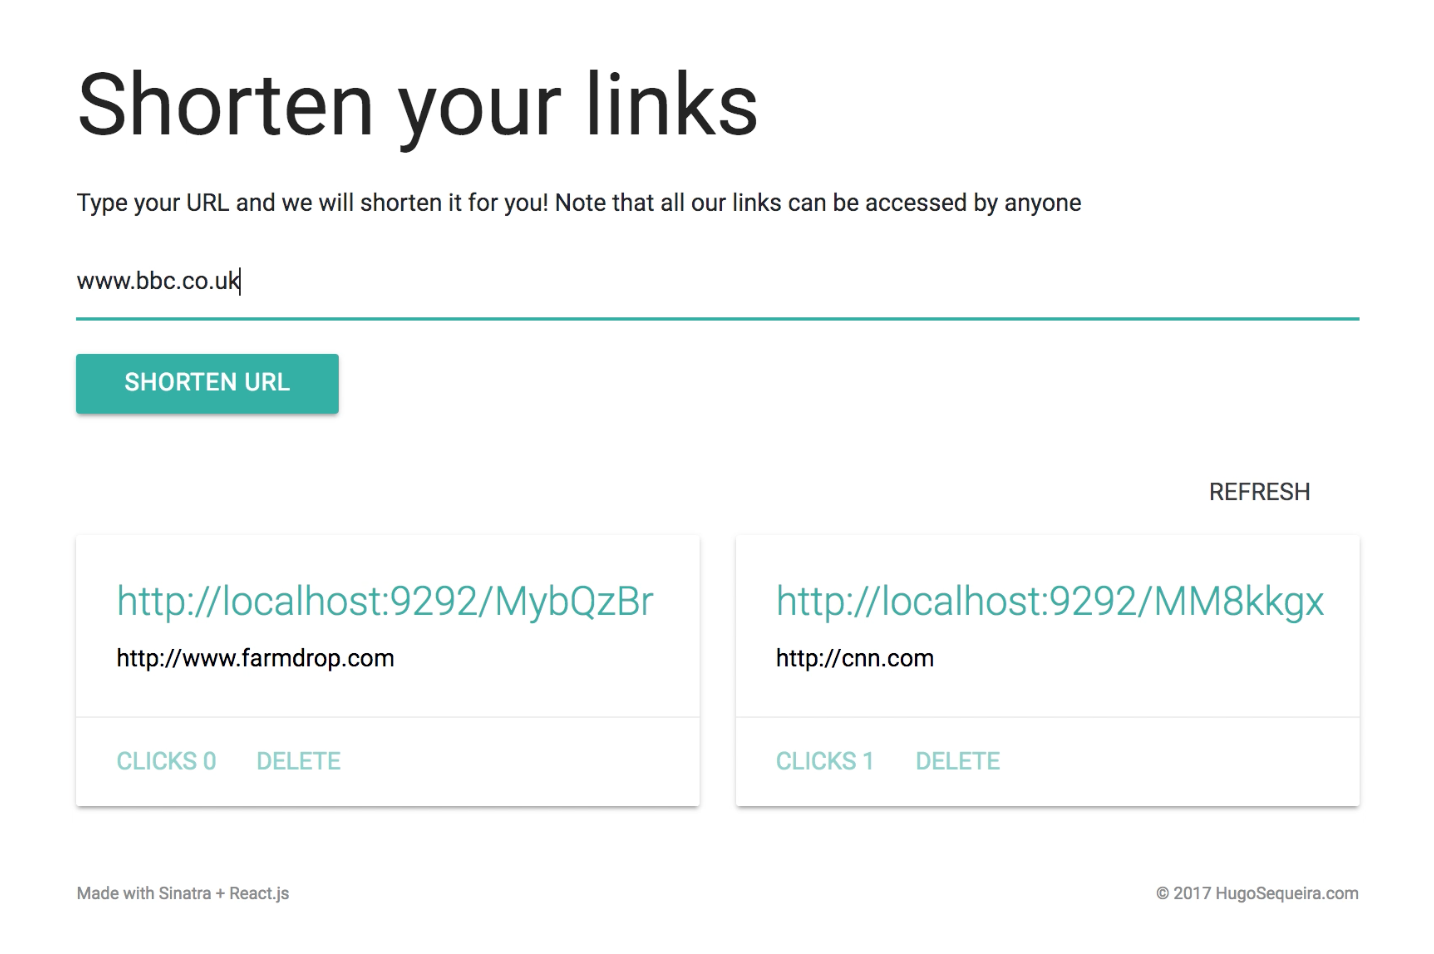 Shorten your links
Type your URL and we will shorten it for you! Note that all our links can be accessed by anyone
www.bbc.co.uk
SHORTEN URL
REFRESH
http://localhost:9292/MybQzBr
http://www.farmdrop.com
CLICKS 0 DELETE
http://localhost:9292/MM8kkgx
http://cnn.com
CLICKS 1 DELETE
Made with Sinatra + React.js
© 2017 HugoSequeira.com